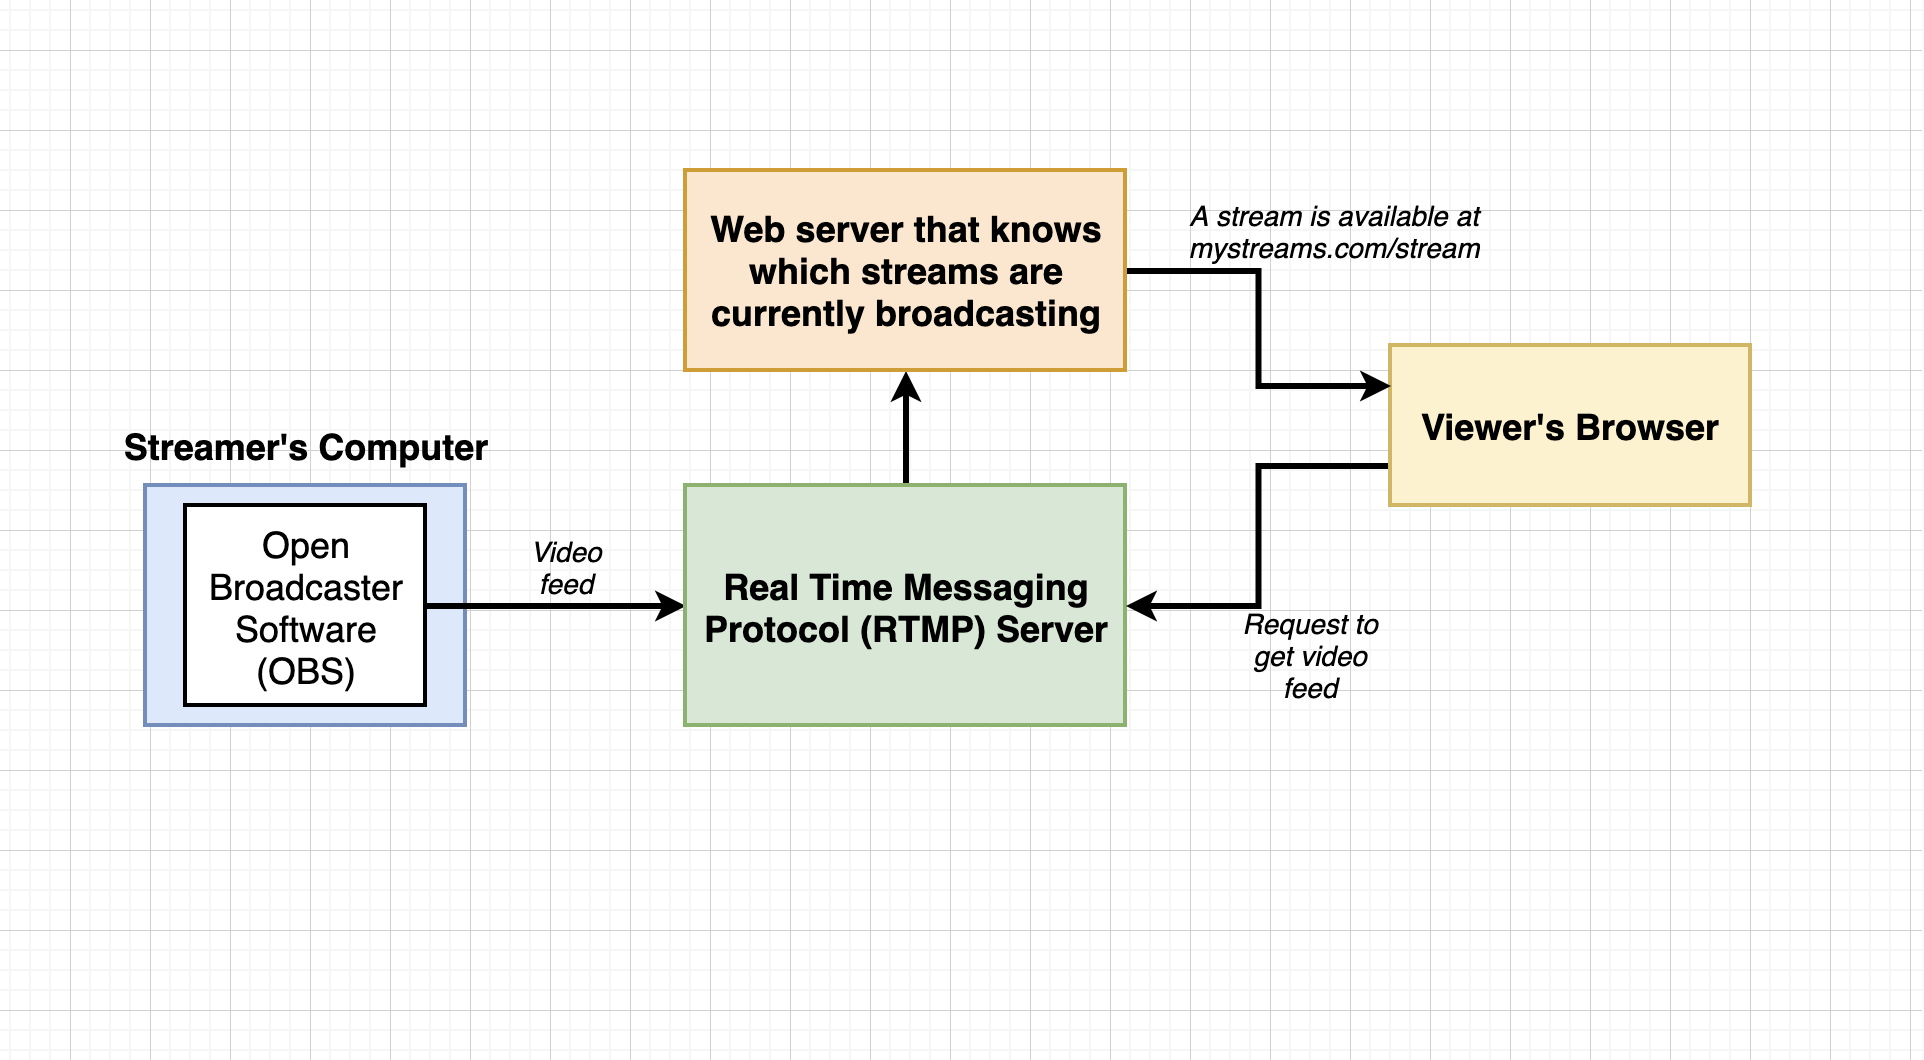 Web server that knows
which streams are
currently broadcasting
A stream is available at
mystreams.com/stream
Viewer's Browser
Streamer's Computer
Open
Broadcaster
Software
(OBS)
Video
feed
Real Time Messaging
Protocol (RTMP) Server
Request to
get video
feed